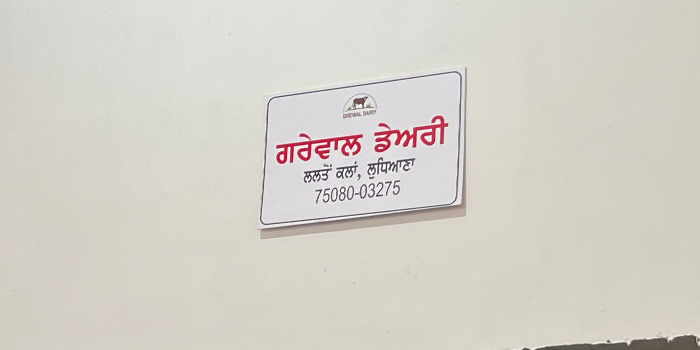 GREWAL DAIRY
ਗਰੇਵਾਲ ਡੇਅਰੀ
ਲਲਤੋਂ ਕਲਾਂ, ਲੁਧਿਆਣਾ
75080-03275